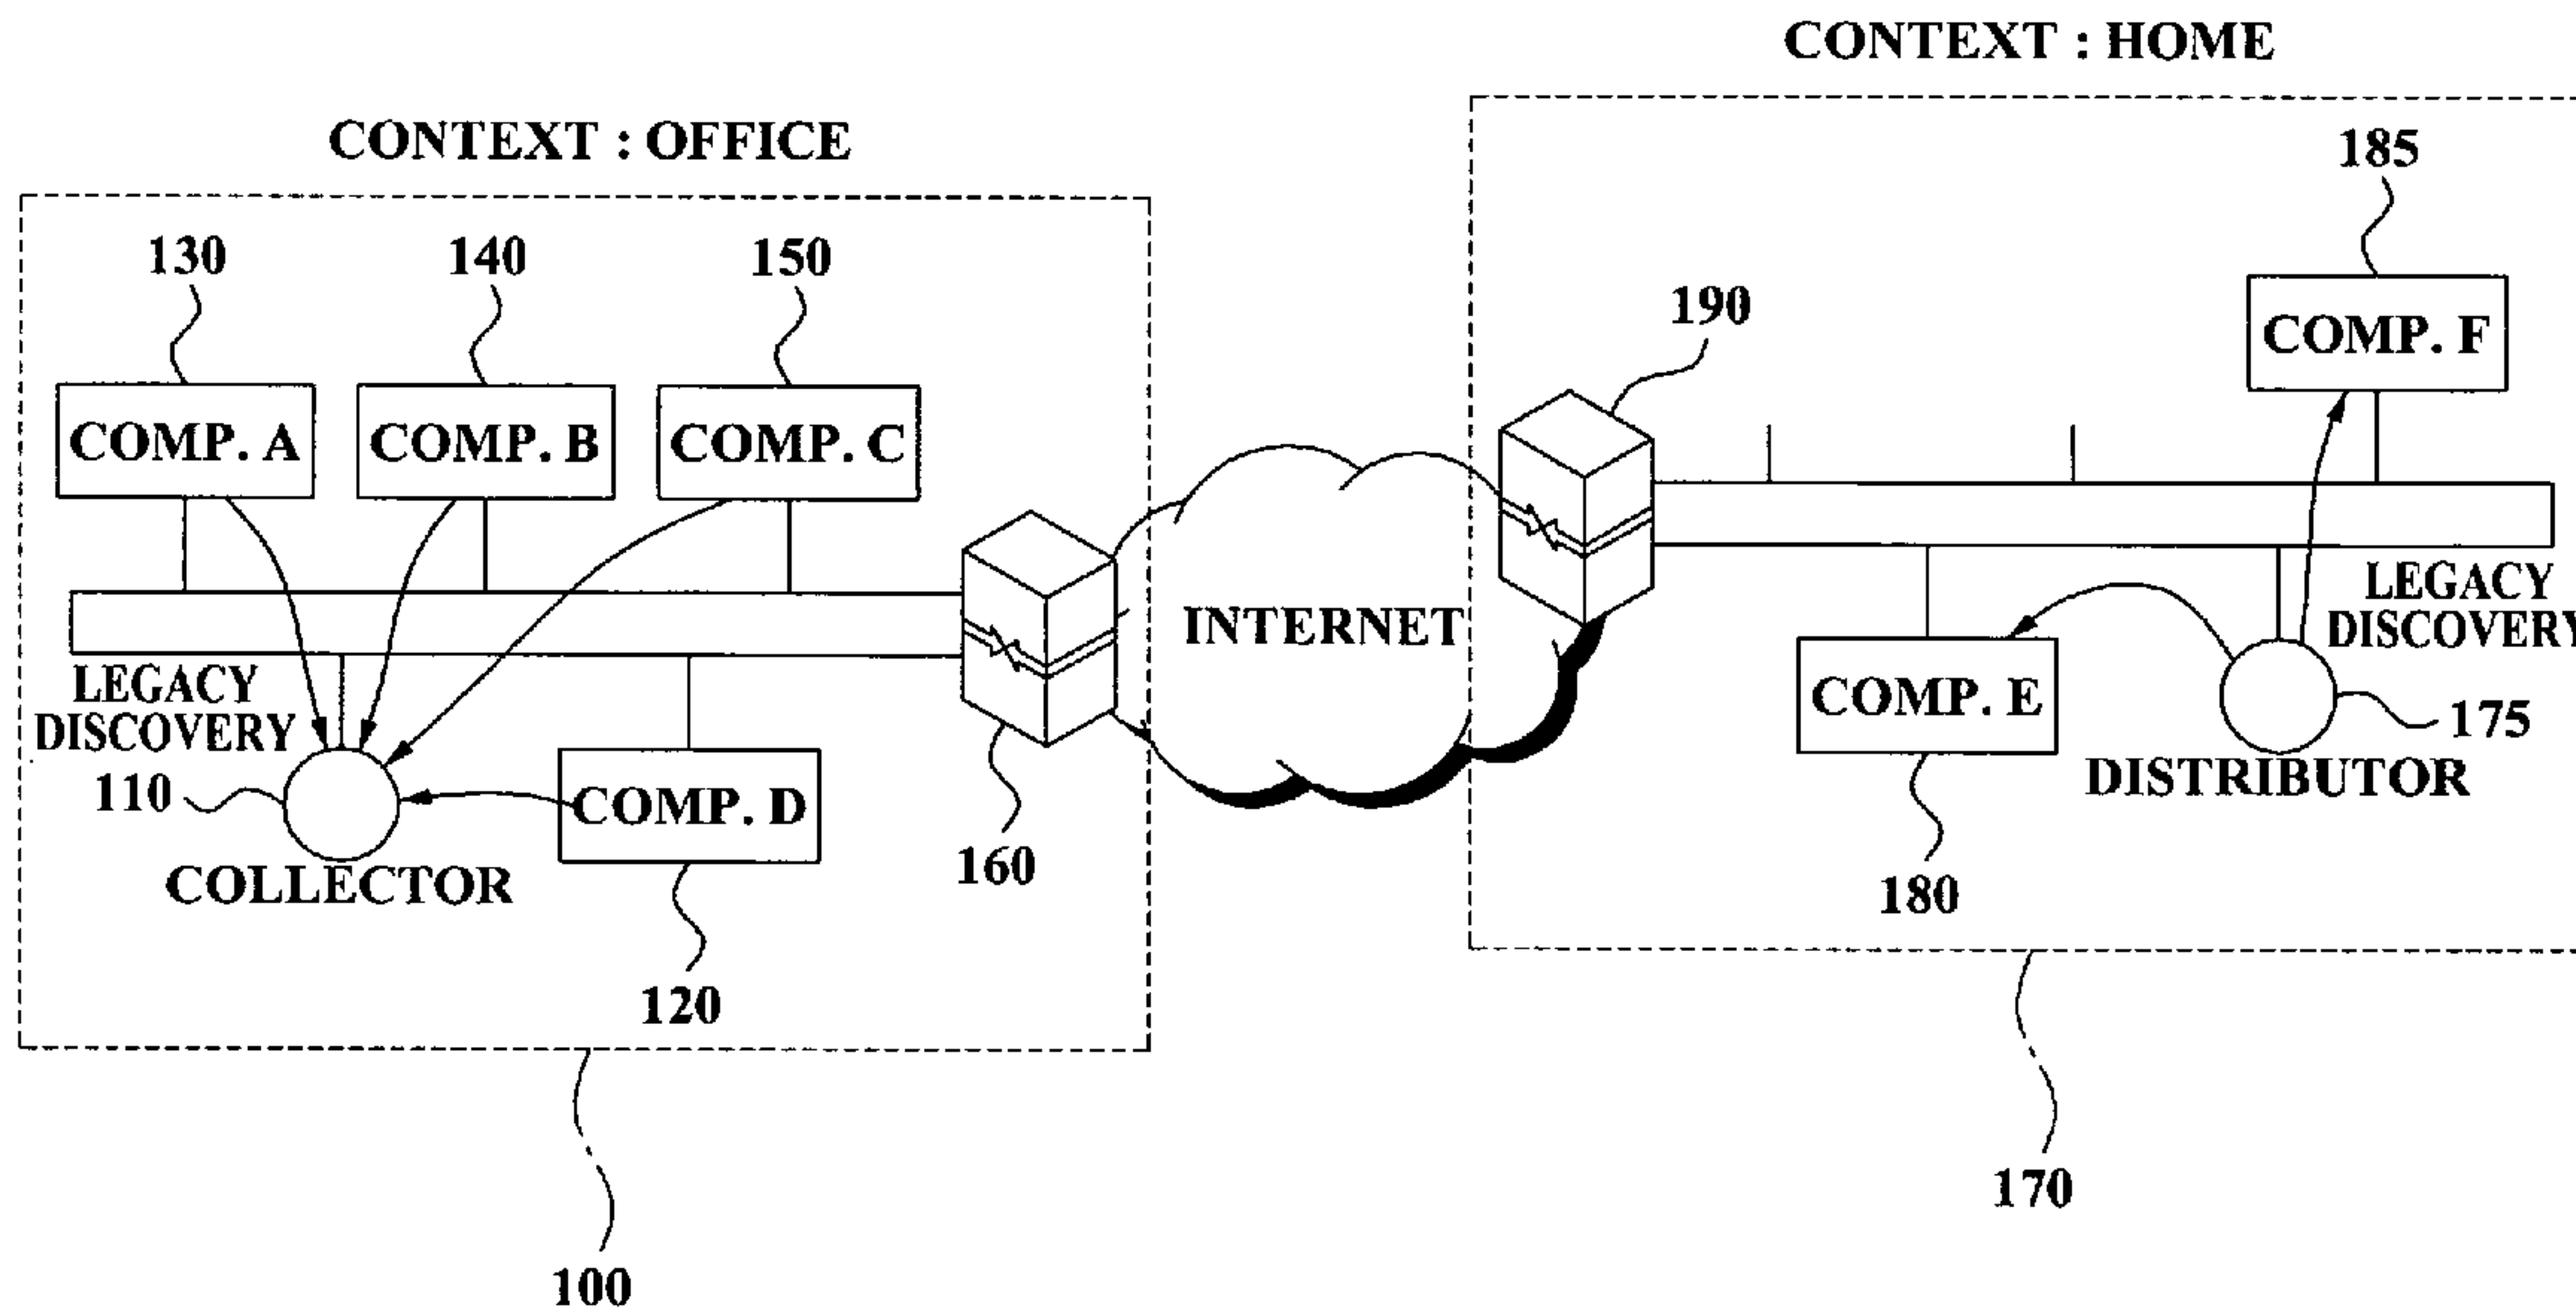 CONTEXT : HOME
CONTEXT : OFFICE
185
130
140
150
190
COMP. F
COMP. A
COMP. B
COMP. C
INTERNET
LEGACY
DISCOVERY
LEGACY
DISCOVERY
COMP. E
175
110
COMP. D
DISTRIBUTOR
COLLECTOR
160
180
120
170
100